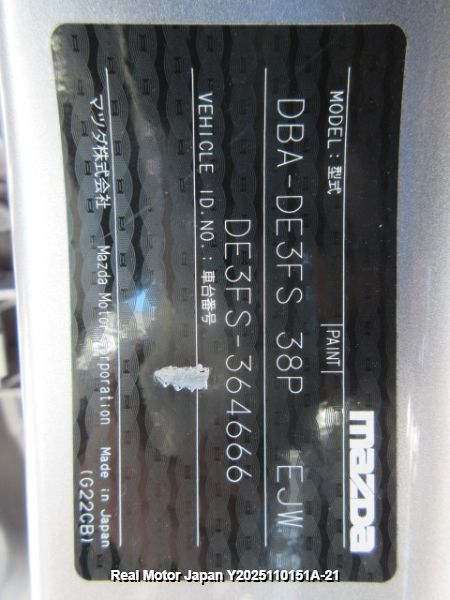 mazda
MODEL:型式 PAINT
DBA-DE3FS 38P EJW
VEHICLE ID.NO.:車台番号
DE3FS-364666
マツダ株式会社 Mazda Motor Corporation Made in Japan
(G22CB)
Real Motor Japan Y2025110151A-21